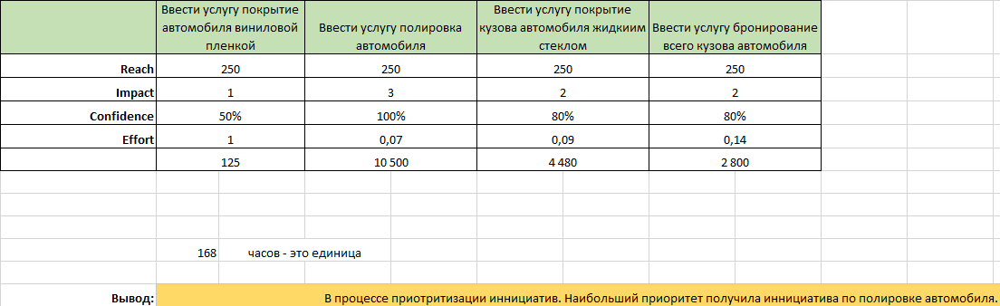 Ввести услугу покрытие
автомобиля виниловой
пленкой
Ввести услугу полировка
автомобиля
Ввести услугу покрытие
кузова автомобиля жидкиим
стеклом
Ввести услугу бронирование
всего кузова автомобиля
Reach 250 250 250 250
Impact 1 3 2 2
Confidence 50% 100% 80% 80%
Effort 1 0,07 0,09 0,14
125 10 500 4 480 2 800
168 часов - это единица
Вывод: В процессе приотритизации иннициатив. Наибольший приоритет получила иннициатива по полировке автомобиля.